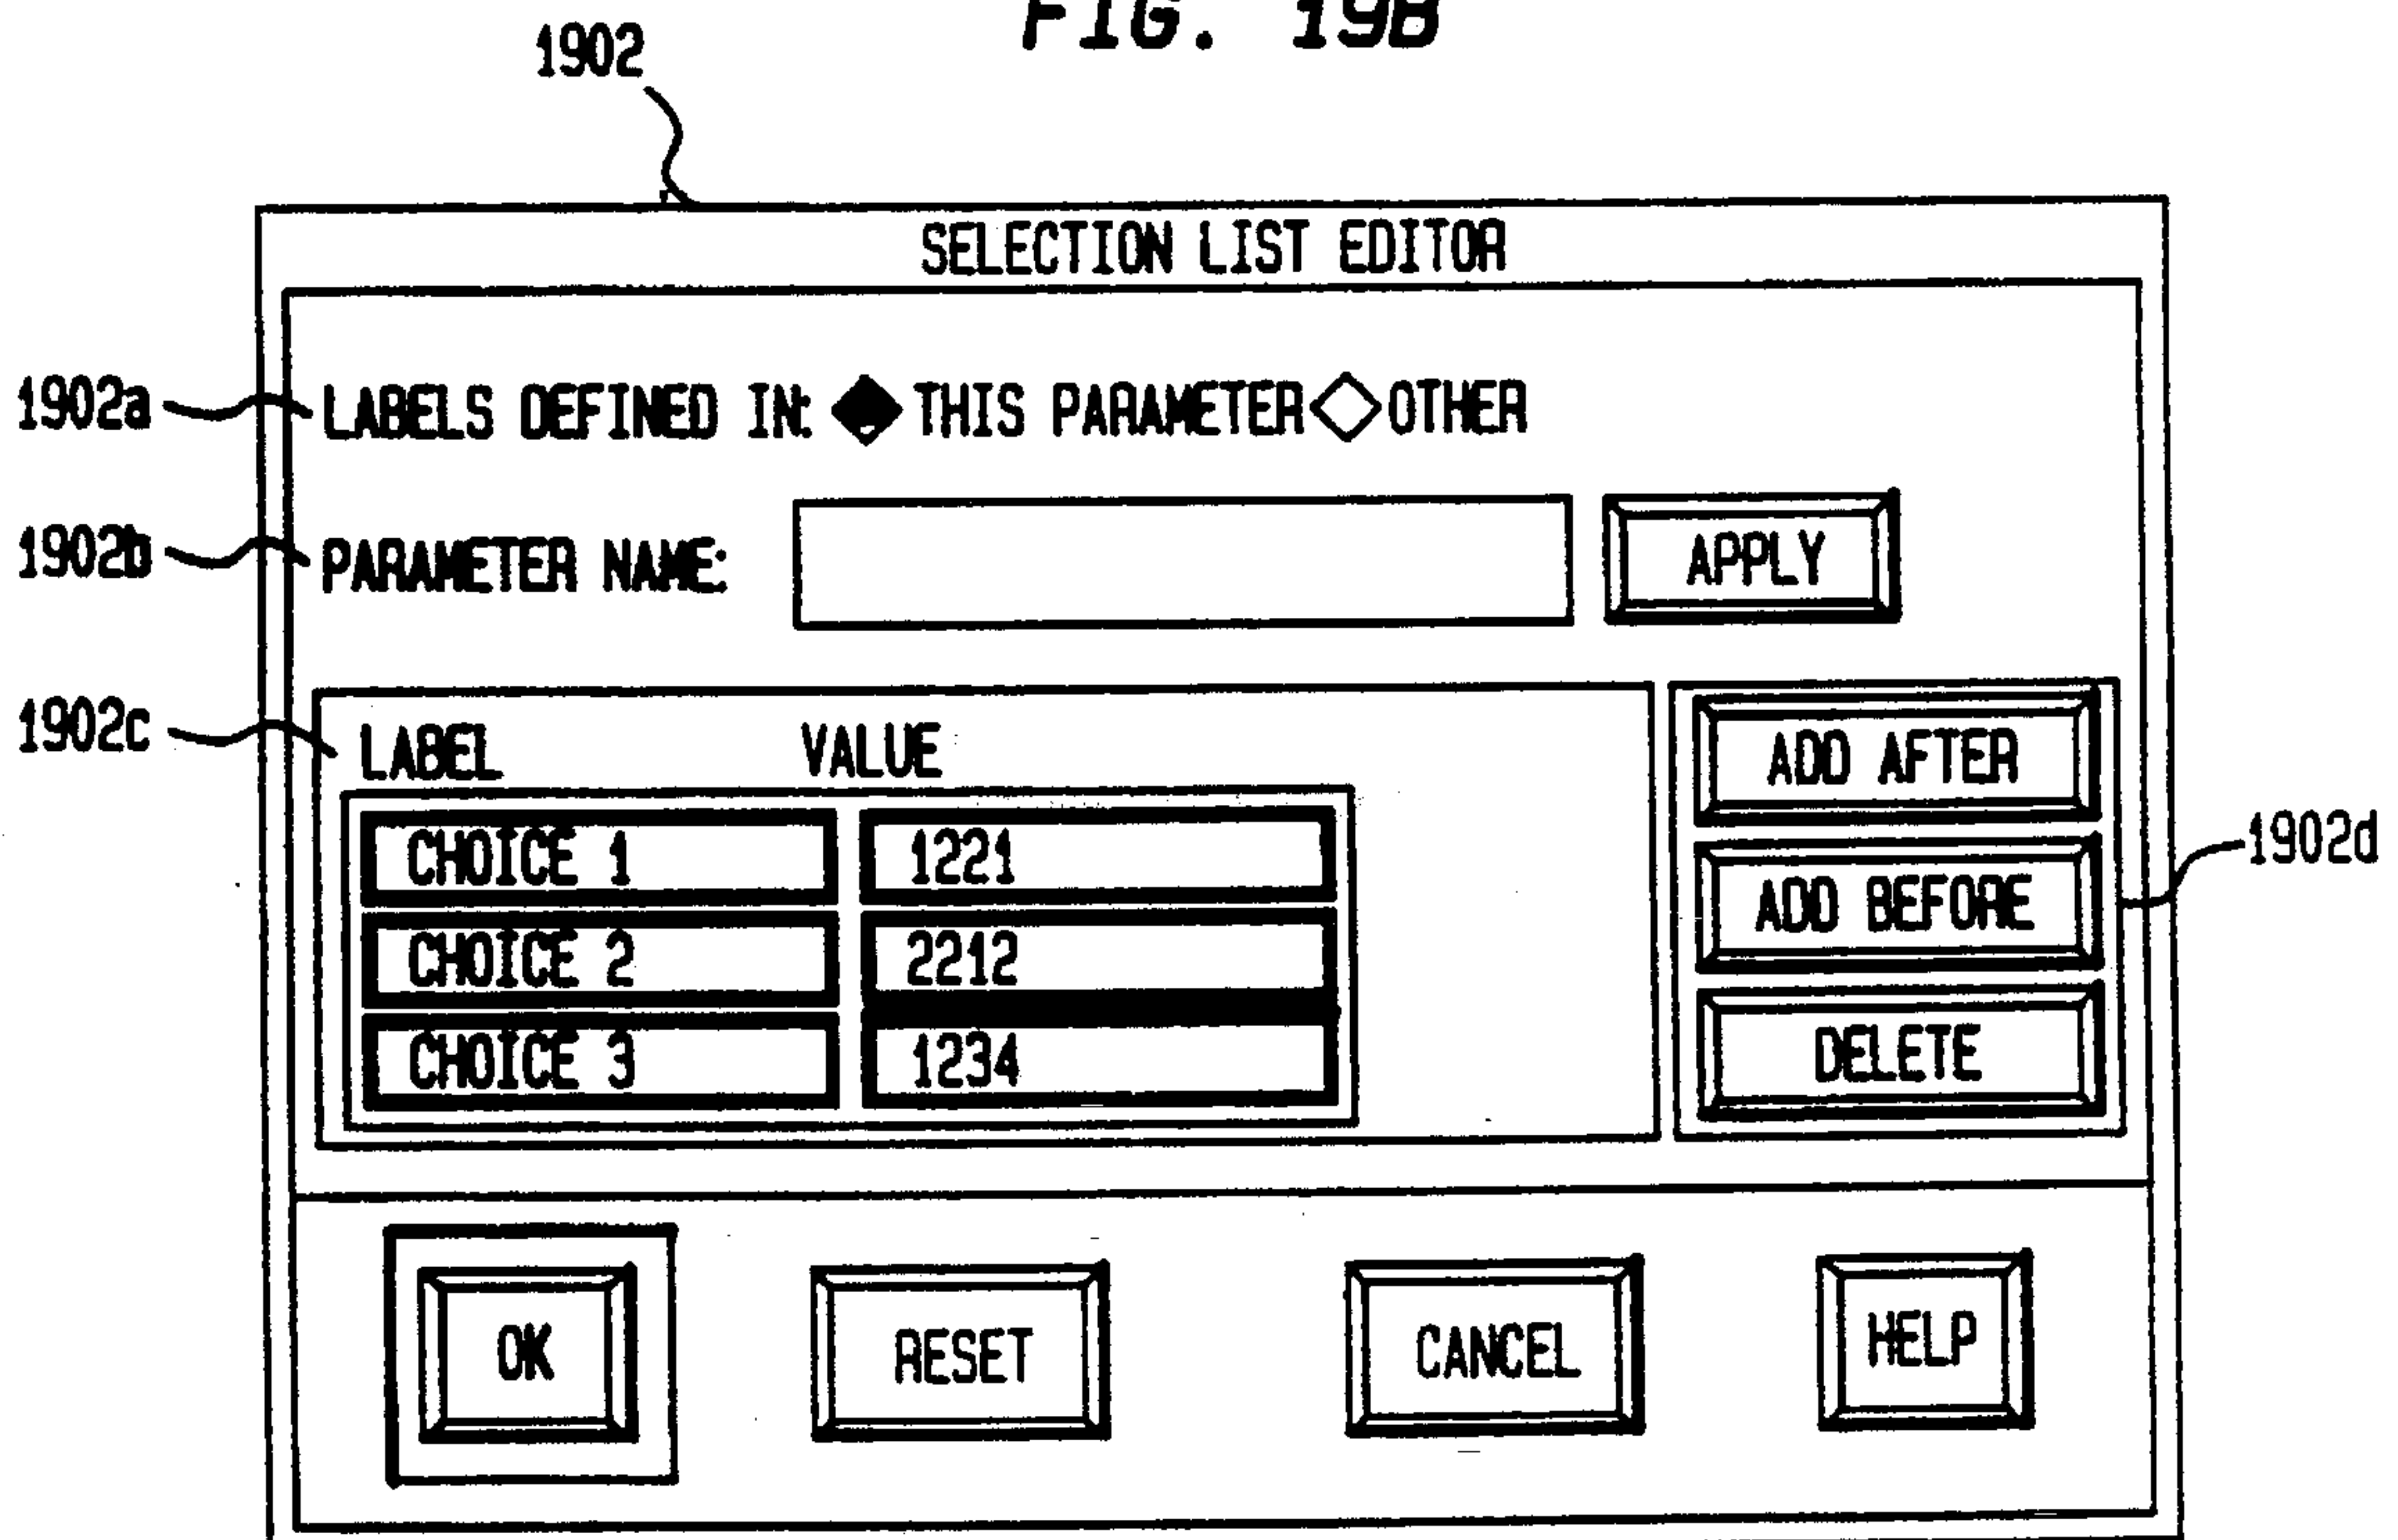 FIG. 19B
1902
SELECTION LIST EDITOR
1902a LABELS DEFINED IN: THIS PARAMETER OTHER
1902b PARAMETER NAME: APPLY
1902c LABEL VALUE
ADD AFTER
CHOICE 1 1221
ADD BEFORE 1902d
CHOICE 2 2212
CHOICE 3 1234
DELETE
OK RESET CANCEL HELP